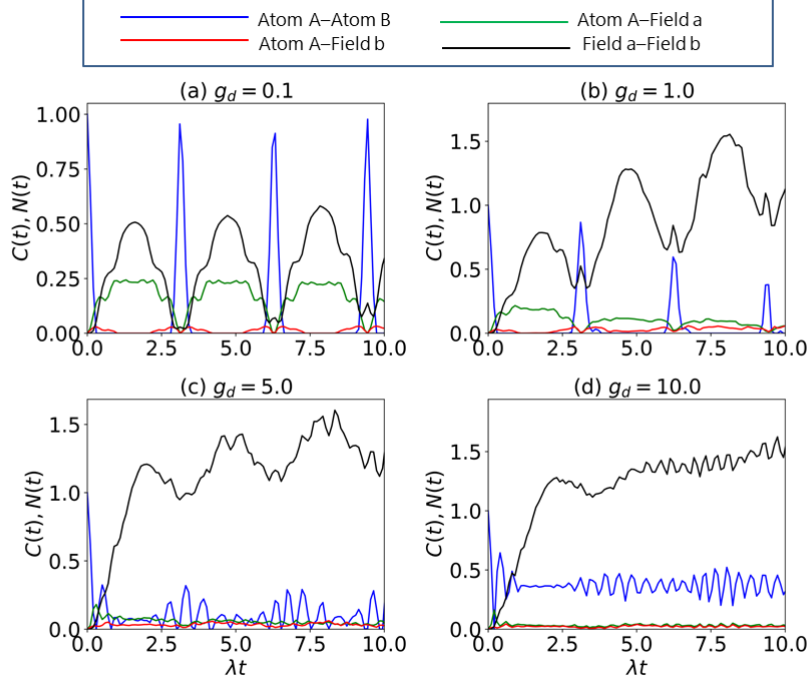 Atom A–Atom B
Atom A–Field a
Atom A–Field b
Field a–Field b
(a) g_d = 0.1
(b) g_d = 1.0
C(t), N(t)
1.00
0.75
0.50
0.25
0.00
0.0 2.5 5.0 7.5 10.0
C(t), N(t)
1.5
1.0
0.5
0.0
0.0 2.5 5.0 7.5 10.0
(c) g_d = 5.0
(d) g_d = 10.0
C(t), N(t)
1.5
1.0
0.5
0.0
0.0 2.5 5.0 7.5 10.0
λt
C(t), N(t)
1.5
1.0
0.5
0.0
0.0 2.5 5.0 7.5 10.0
λt